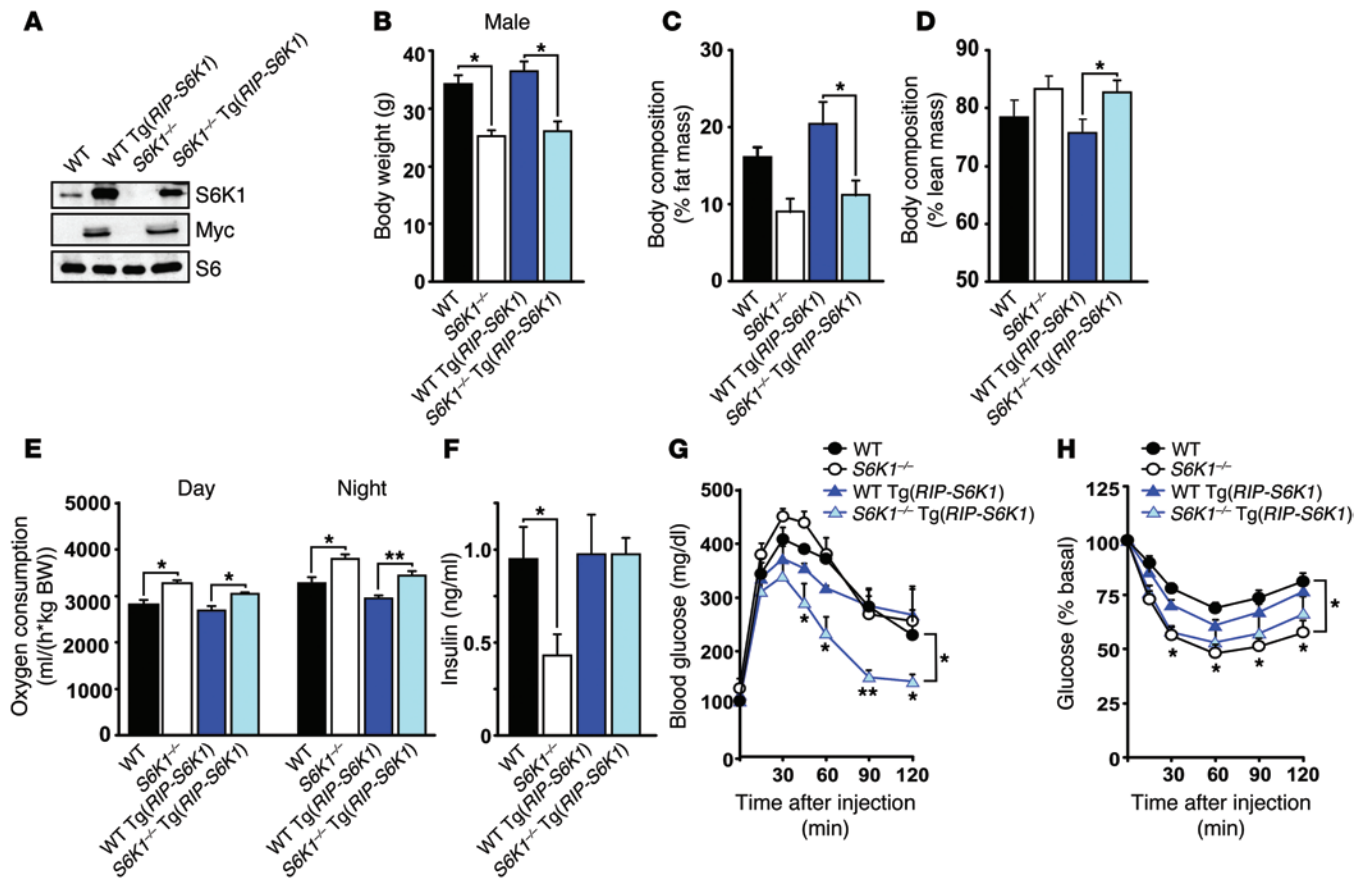 A
WT
WT Tg(RIP-S6K1)
S6K1–/–
S6K1–/– Tg(RIP-S6K1)
S6K1
Myc
S6
B
Male
*
*
Body weight (g)
40
30
20
10
0
WT
S6K1–/–
WT Tg(RIP-S6K1)
S6K1–/– Tg(RIP-S6K1)
C
*
Body composition
(% fat mass)
30
20
10
0
WT
S6K1–/–
WT Tg(RIP-S6K1)
S6K1–/– Tg(RIP-S6K1)
D
*
Body composition
(% lean mass)
90
80
70
60
50
WT
S6K1–/–
WT Tg(RIP-S6K1)
S6K1–/– Tg(RIP-S6K1)
E
Day
Night
*
*
*
**
Oxygen consumption
(ml/(h*kg BW))
5000
4000
3000
2000
1000
0
WT
S6K1–/–
WT Tg(RIP-S6K1)
S6K1–/– Tg(RIP-S6K1)
WT
S6K1–/–
WT Tg(RIP-S6K1)
S6K1–/– Tg(RIP-S6K1)
F
*
Insulin (ng/ml)
1.0
0.5
0
WT
S6K1–/–
WT Tg(RIP-S6K1)
S6K1–/– Tg(RIP-S6K1)
G
WT
S6K1–/–
WT Tg(RIP-S6K1)
S6K1–/– Tg(RIP-S6K1)
Blood glucose (mg/dl)
500
400
300
200
100
0
*
*
**
*
*
30 60 90 120
Time after injection
(min)
H
WT
S6K1–/–
WT Tg(RIP-S6K1)
S6K1–/– Tg(RIP-S6K1)
Glucose (% basal)
125
100
75
50
25
0
*
*
*
*
*
30 60 90 120
Time after injection
(min)